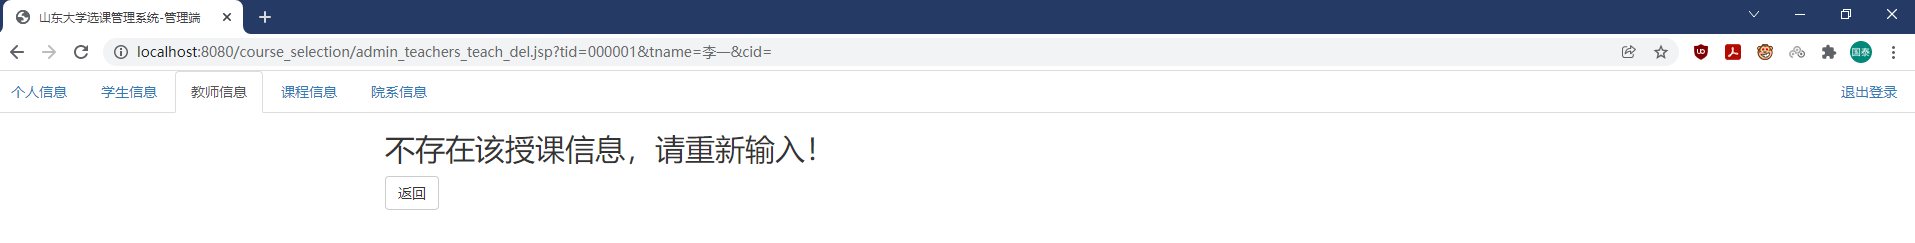 山东大学选课管理系统-管理端
localhost:8080/course_selection/admin_teachers_teach_del.jsp?tid=000001&tname=李一&cid=
国泰
个人信息 学生信息 教师信息 课程信息 院系信息 退出登录
不存在该授课信息，请重新输入！
返回